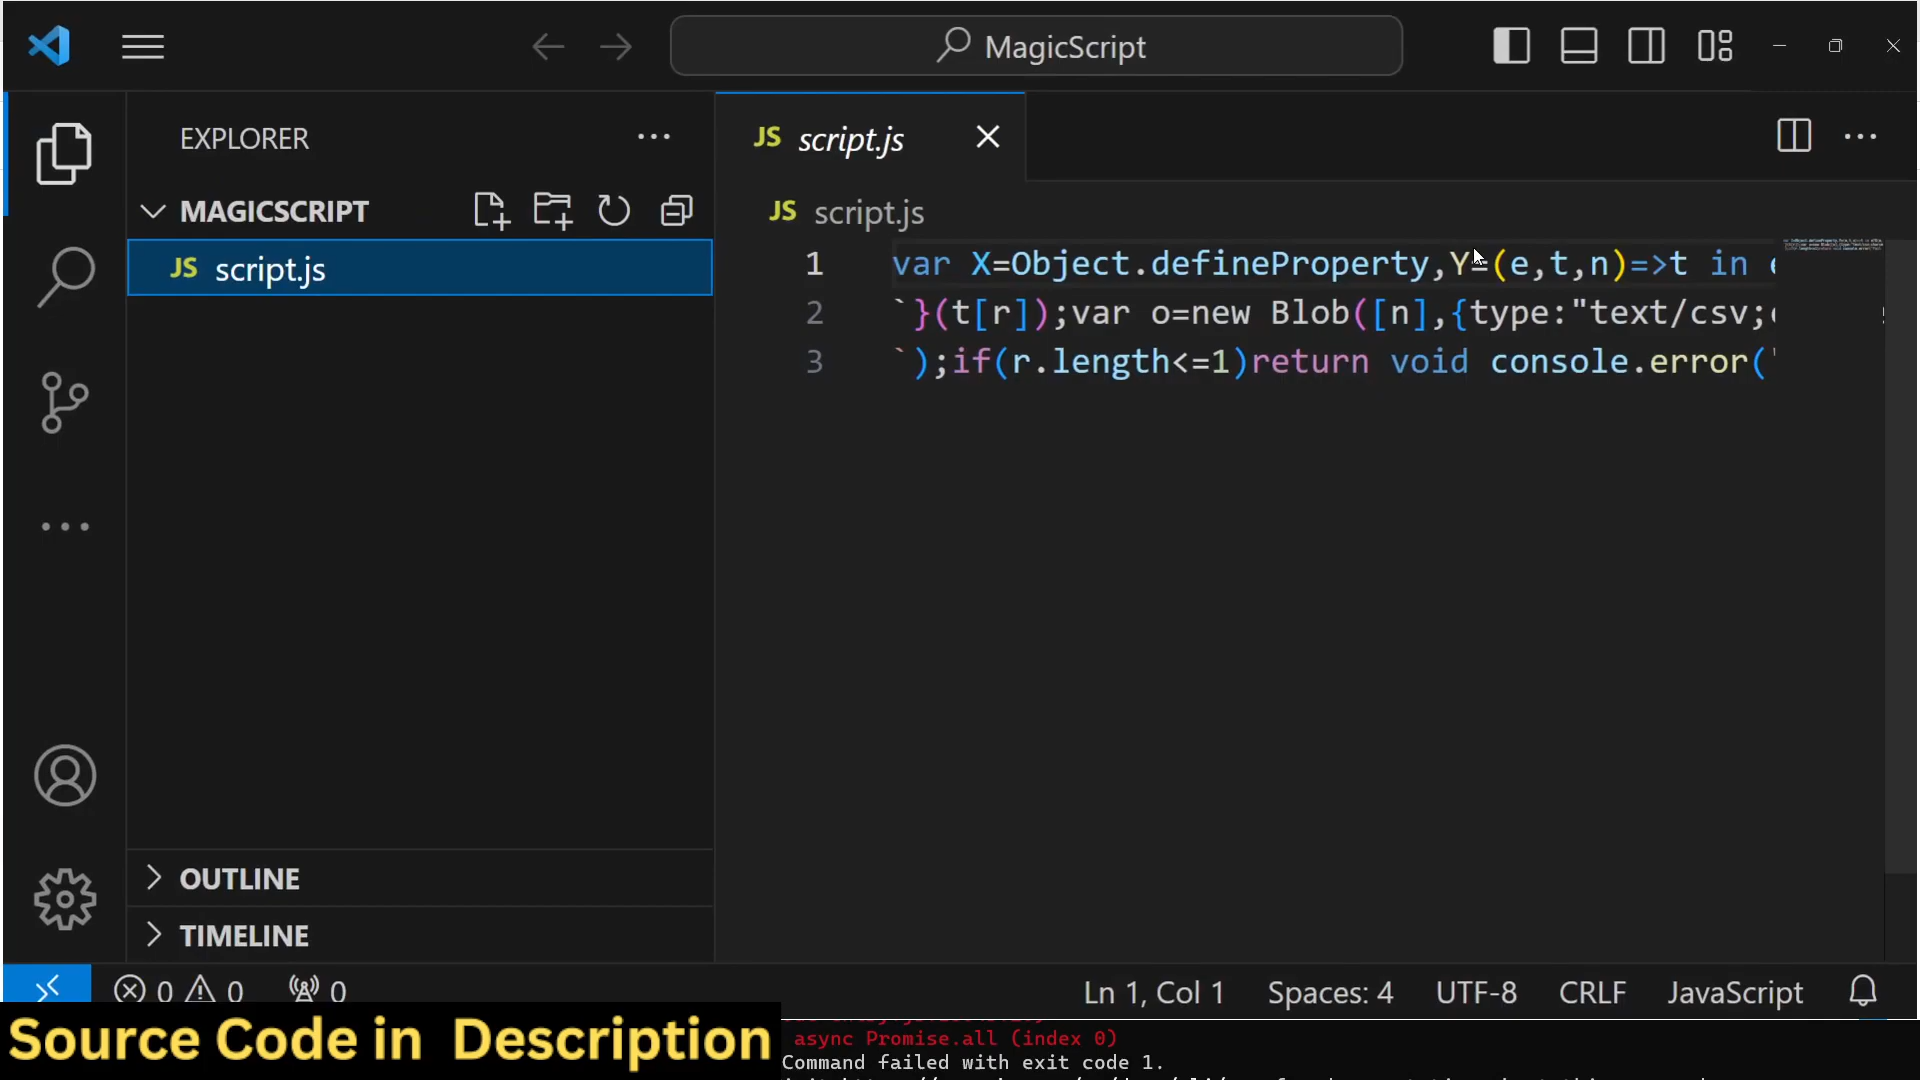 MagicScript
EXPLORER
MAGICSCRIPT
JS script.js
OUTLINE
TIMELINE
JS script.js
JS script.js
1 var X=Object.defineProperty,Y=(e,t,n)=>t in
2 `}(t[r]);var o=new Blob([n],{type:"text/csv;
3 `);if(r.length<=1)return void console.error(
0 0 0
Ln 1, Col 1 Spaces: 4 UTF-8 CRLF JavaScript
Source Code in Description
async Promise.all (index 0)
Command failed with exit code 1.